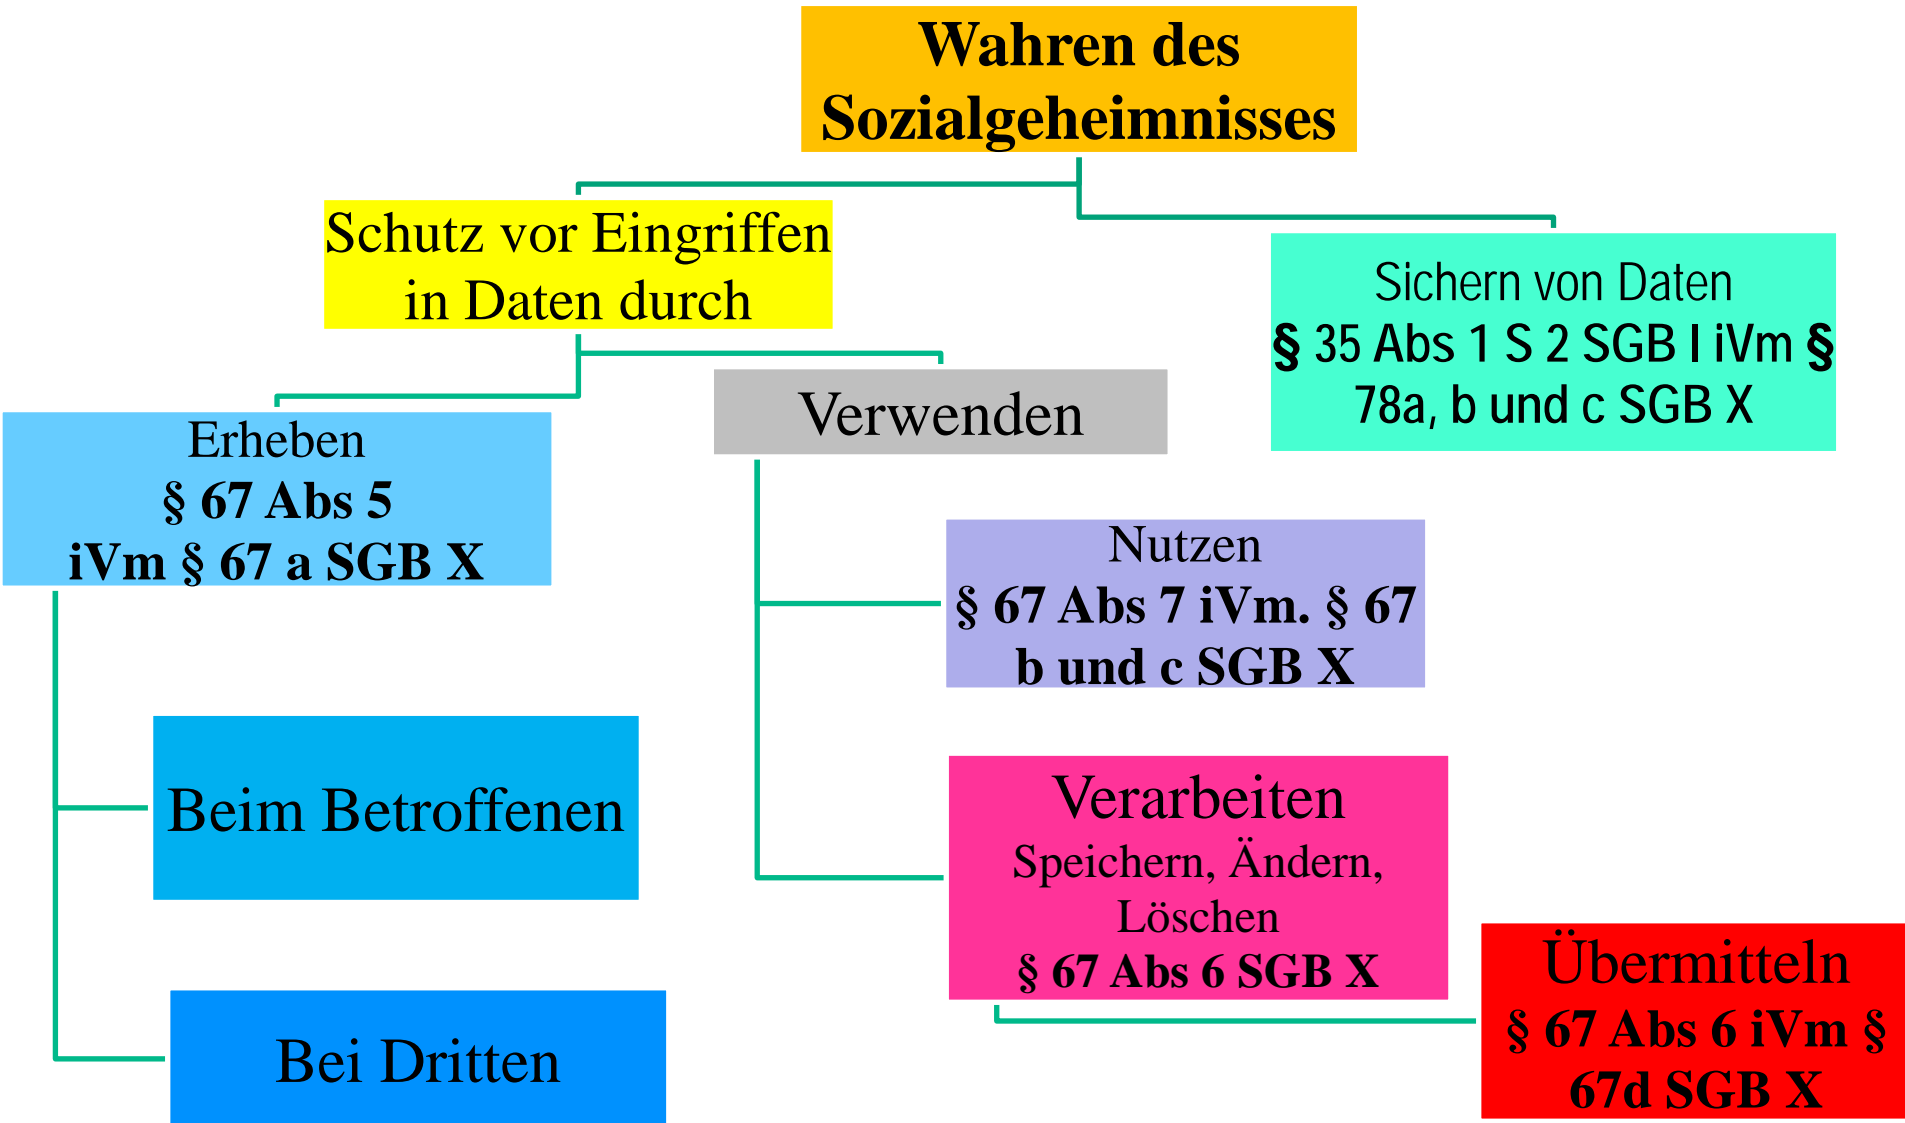 Wahren des
Sozialgeheimnisses
Schutz vor Eingriffen
in Daten durch
Sichern von Daten
§ 35 Abs 1 S 2 SGB I iVm §
78a, b und c SGB X
Erheben
§ 67 Abs 5
iVm § 67 a SGB X
Verwenden
Nutzen
§ 67 Abs 7 iVm. § 67
b und c SGB X
Beim Betroffenen
Verarbeiten
Speichern, Ändern,
Löschen
§ 67 Abs 6 SGB X
Bei Dritten
Übermitteln
§ 67 Abs 6 iVm §
67d SGB X